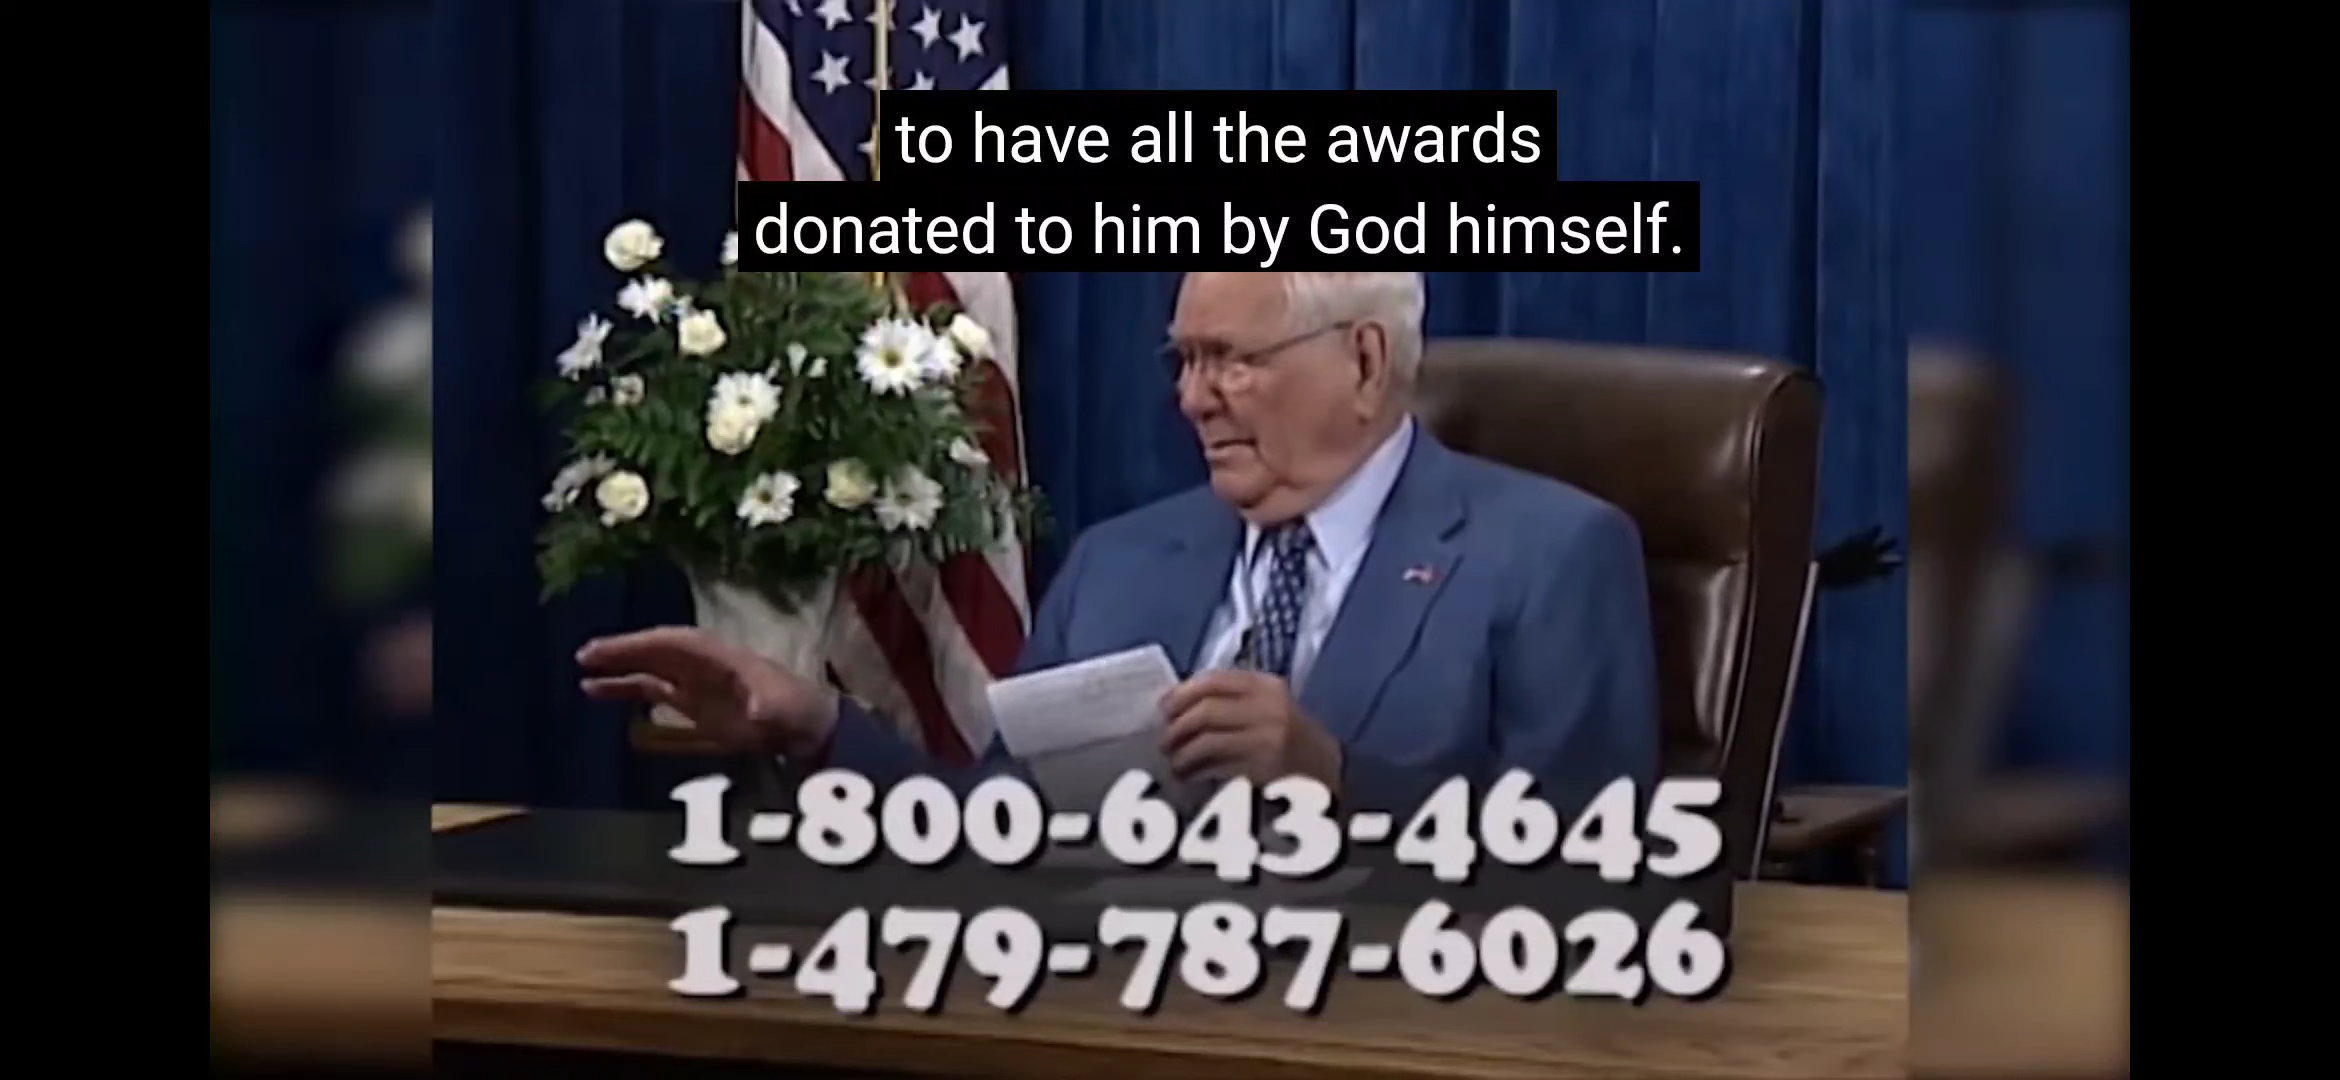 to have all the awards
donated to him by God himself.
1-800-643-4645
1-479-787-6026